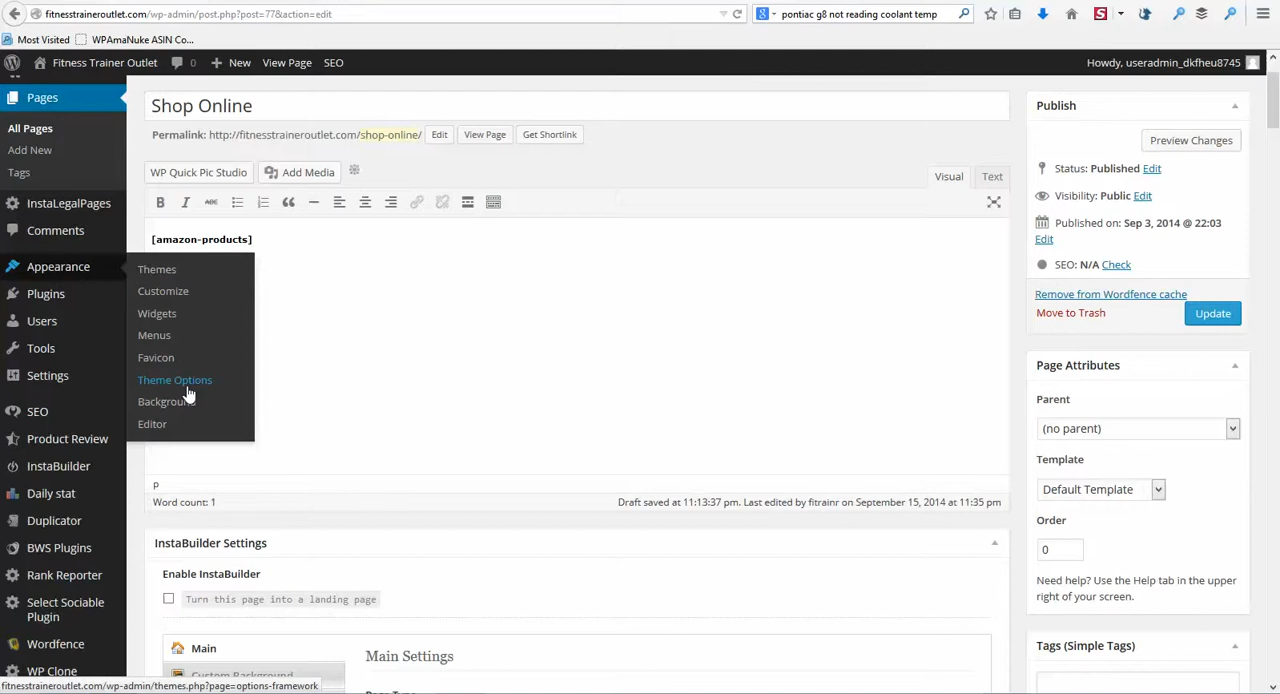 fitnesstraineroutlet.com/wp-admin/post.php?post=77&action=edit
pontiac g8 not reading coolant temp
Most Visited
WPAmaNuke ASIN Co...
Fitness Trainer Outlet
0
New
View Page
SEO
Howdy, useradmin_dkfheu8745
Pages
All Pages
Add New
Tags
InstaLegalPages
Comments
Appearance
Plugins
Users
Tools
Settings
SEO
Product Review
InstaBuilder
Daily stat
Duplicator
BWS Plugins
Rank Reporter
Select Sociable
Plugin
Wordfence
WP Clone
Themes
Customize
Widgets
Menus
Favicon
Theme Options
Background
Editor
Shop Online
Permalink: http://fitnesstraineroutlet.com/shop-online/
Edit
View Page
Get Shortlink
WP Quick Pic Studio
Add Media
Visual
Text
[amazon-products]
p
Word count: 1
Draft saved at 11:13:37 pm. Last edited by fitrainr on September 15, 2014 at 11:35 pm
InstaBuilder Settings
Enable InstaBuilder
Turn this page into a landing page
Main
Custom Background
Main Settings
Publish
Preview Changes
Status: Published Edit
Visibility: Public Edit
Published on: Sep 3, 2014 @ 22:03
Edit
SEO: N/A Check
Remove from Wordfence cache
Move to Trash
Update
Page Attributes
Parent
(no parent)
Template
Default Template
Order
0
Need help? Use the Help tab in the upper
right of your screen.
Tags (Simple Tags)
fitnesstraineroutlet.com/wp-admin/themes.php?page=options-framework